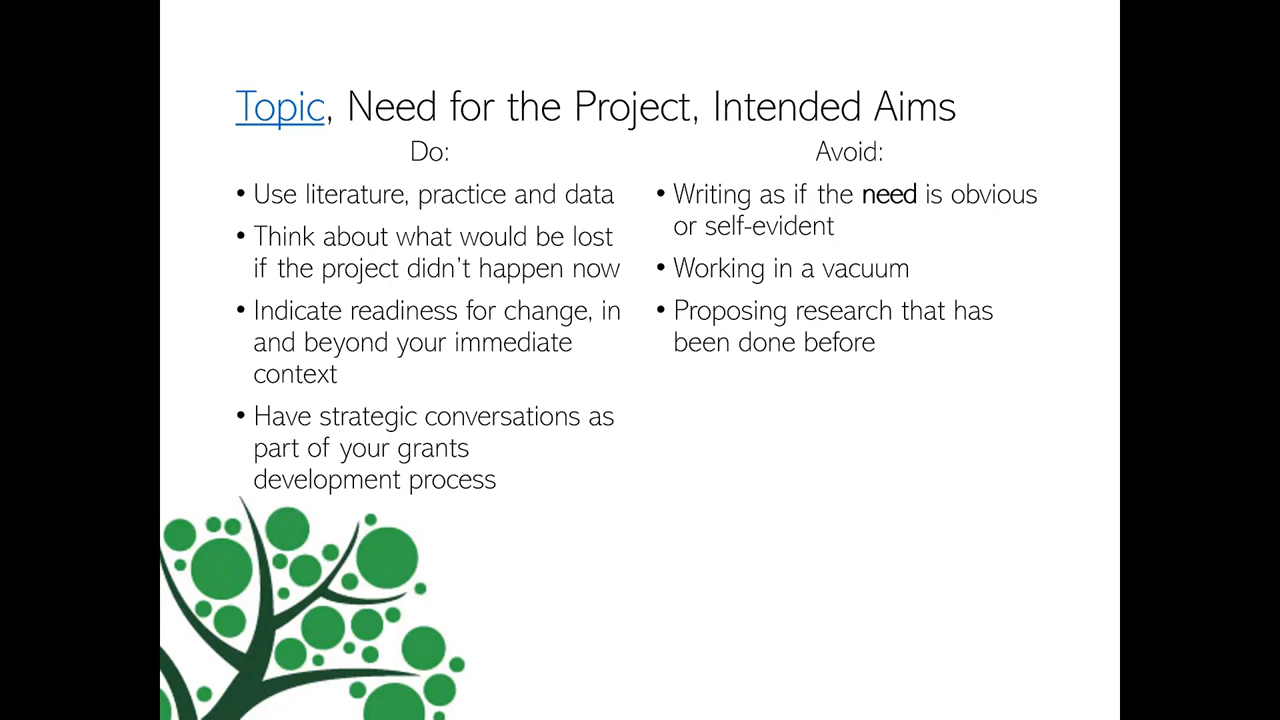 Topic, Need for the Project, Intended Aims
Do:
• Use literature, practice and data
• Think about what would be lost
if the project didn't happen now
• Indicate readiness for change, in
and beyond your immediate
context
• Have strategic conversations as
part of your grants
development process
Avoid:
• Writing as if the need is obvious
or self-evident
• Working in a vacuum
• Proposing research that has
been done before